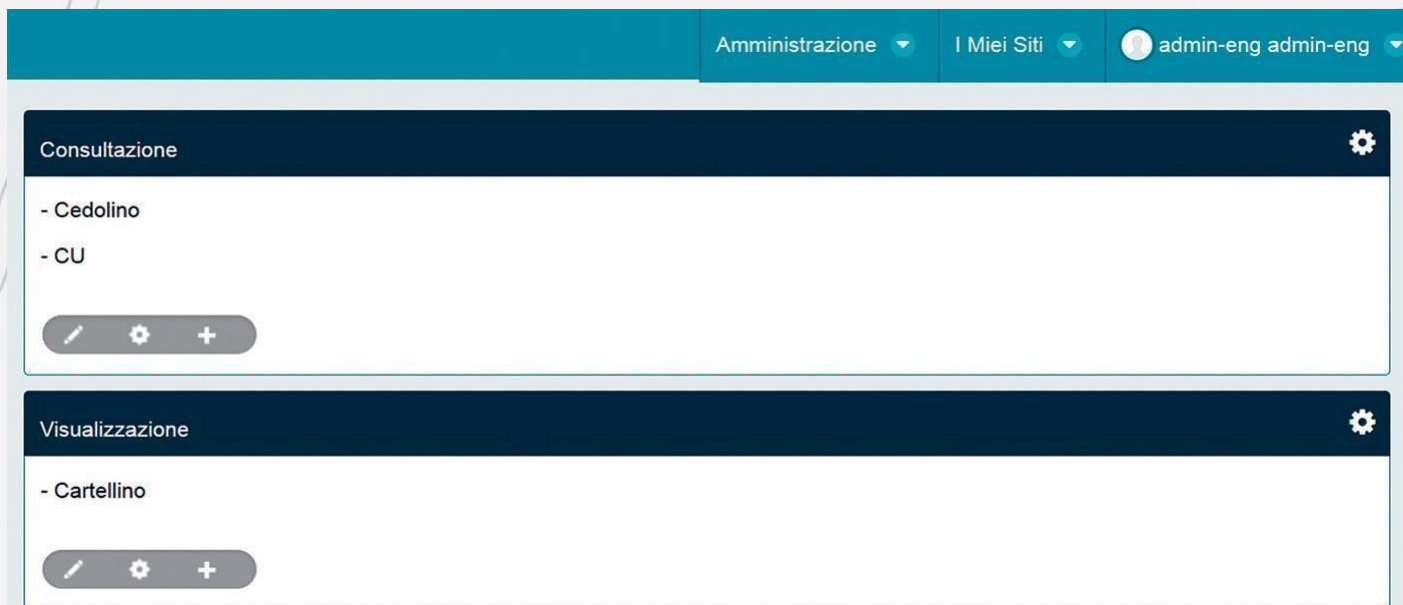 Amministrazione I Miei Siti admin-eng admin-eng
Consultazione
- Cedolino
- CU
Visualizzazione
- Cartellino